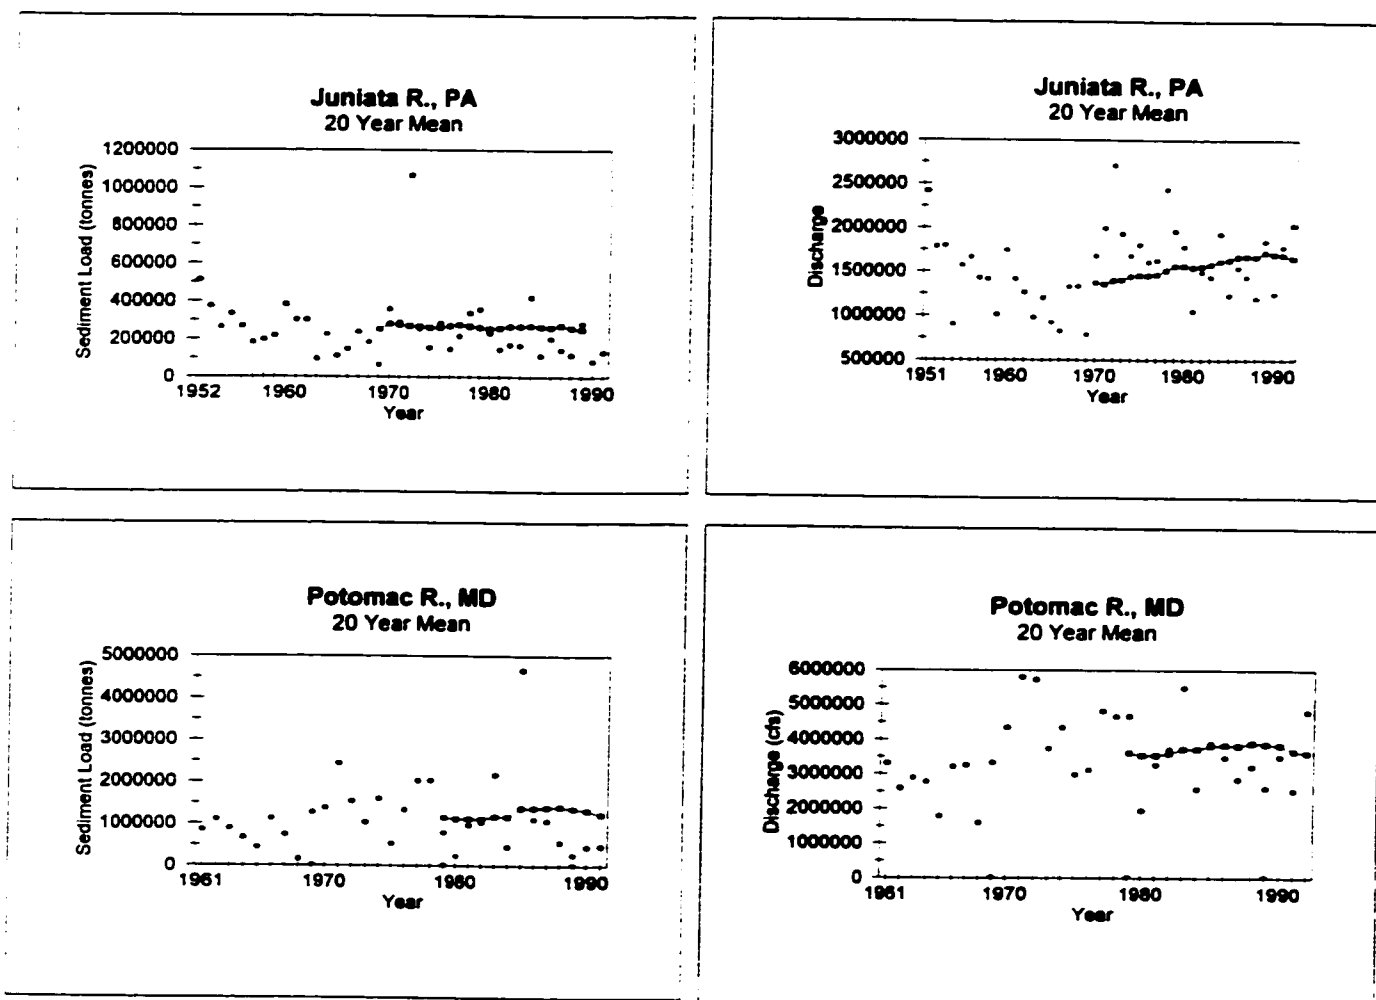 Juniata R., PA
20 Year Mean
Sediment Load (tonnes)
1200000
1000000
800000
600000
400000
200000
0
1952 1960 1970 1980 1990
Year
Juniata R., PA
20 Year Mean
Discharge
3000000
2500000
2000000
1500000
1000000
500000
1951 1960 1970 1980 1990
Year
Potomac R., MD
20 Year Mean
Sediment Load (tonnes)
5000000
4000000
3000000
2000000
1000000
0
1961 1970 1980 1990
Year
Potomac R., MD
20 Year Mean
Discharge (cfs)
6000000
5000000
4000000
3000000
2000000
1000000
0
1961 1970 1980 1990
Year